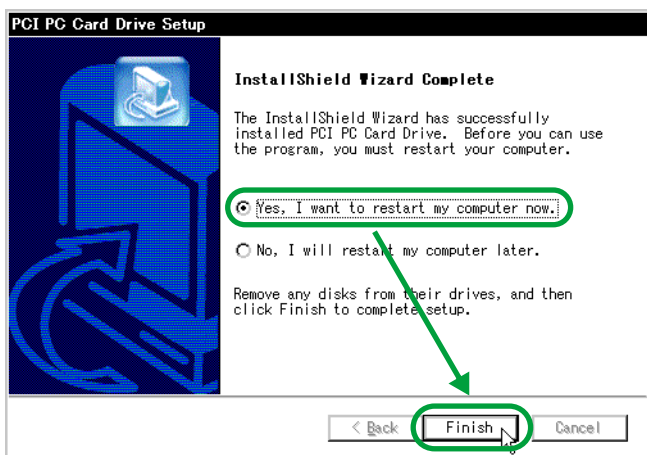 PCI PC Card Drive Setup
InstallShield Wizard Complete
The InstallShield Wizard has successfully
installed PCI PC Card Drive.  Before you can use
the program, you must restart your computer.
Yes, I want to restart my computer now.
No, I will restart my computer later.
Remove any disks from their drives, and then
click Finish to complete setup.
< Back Finish Cancel